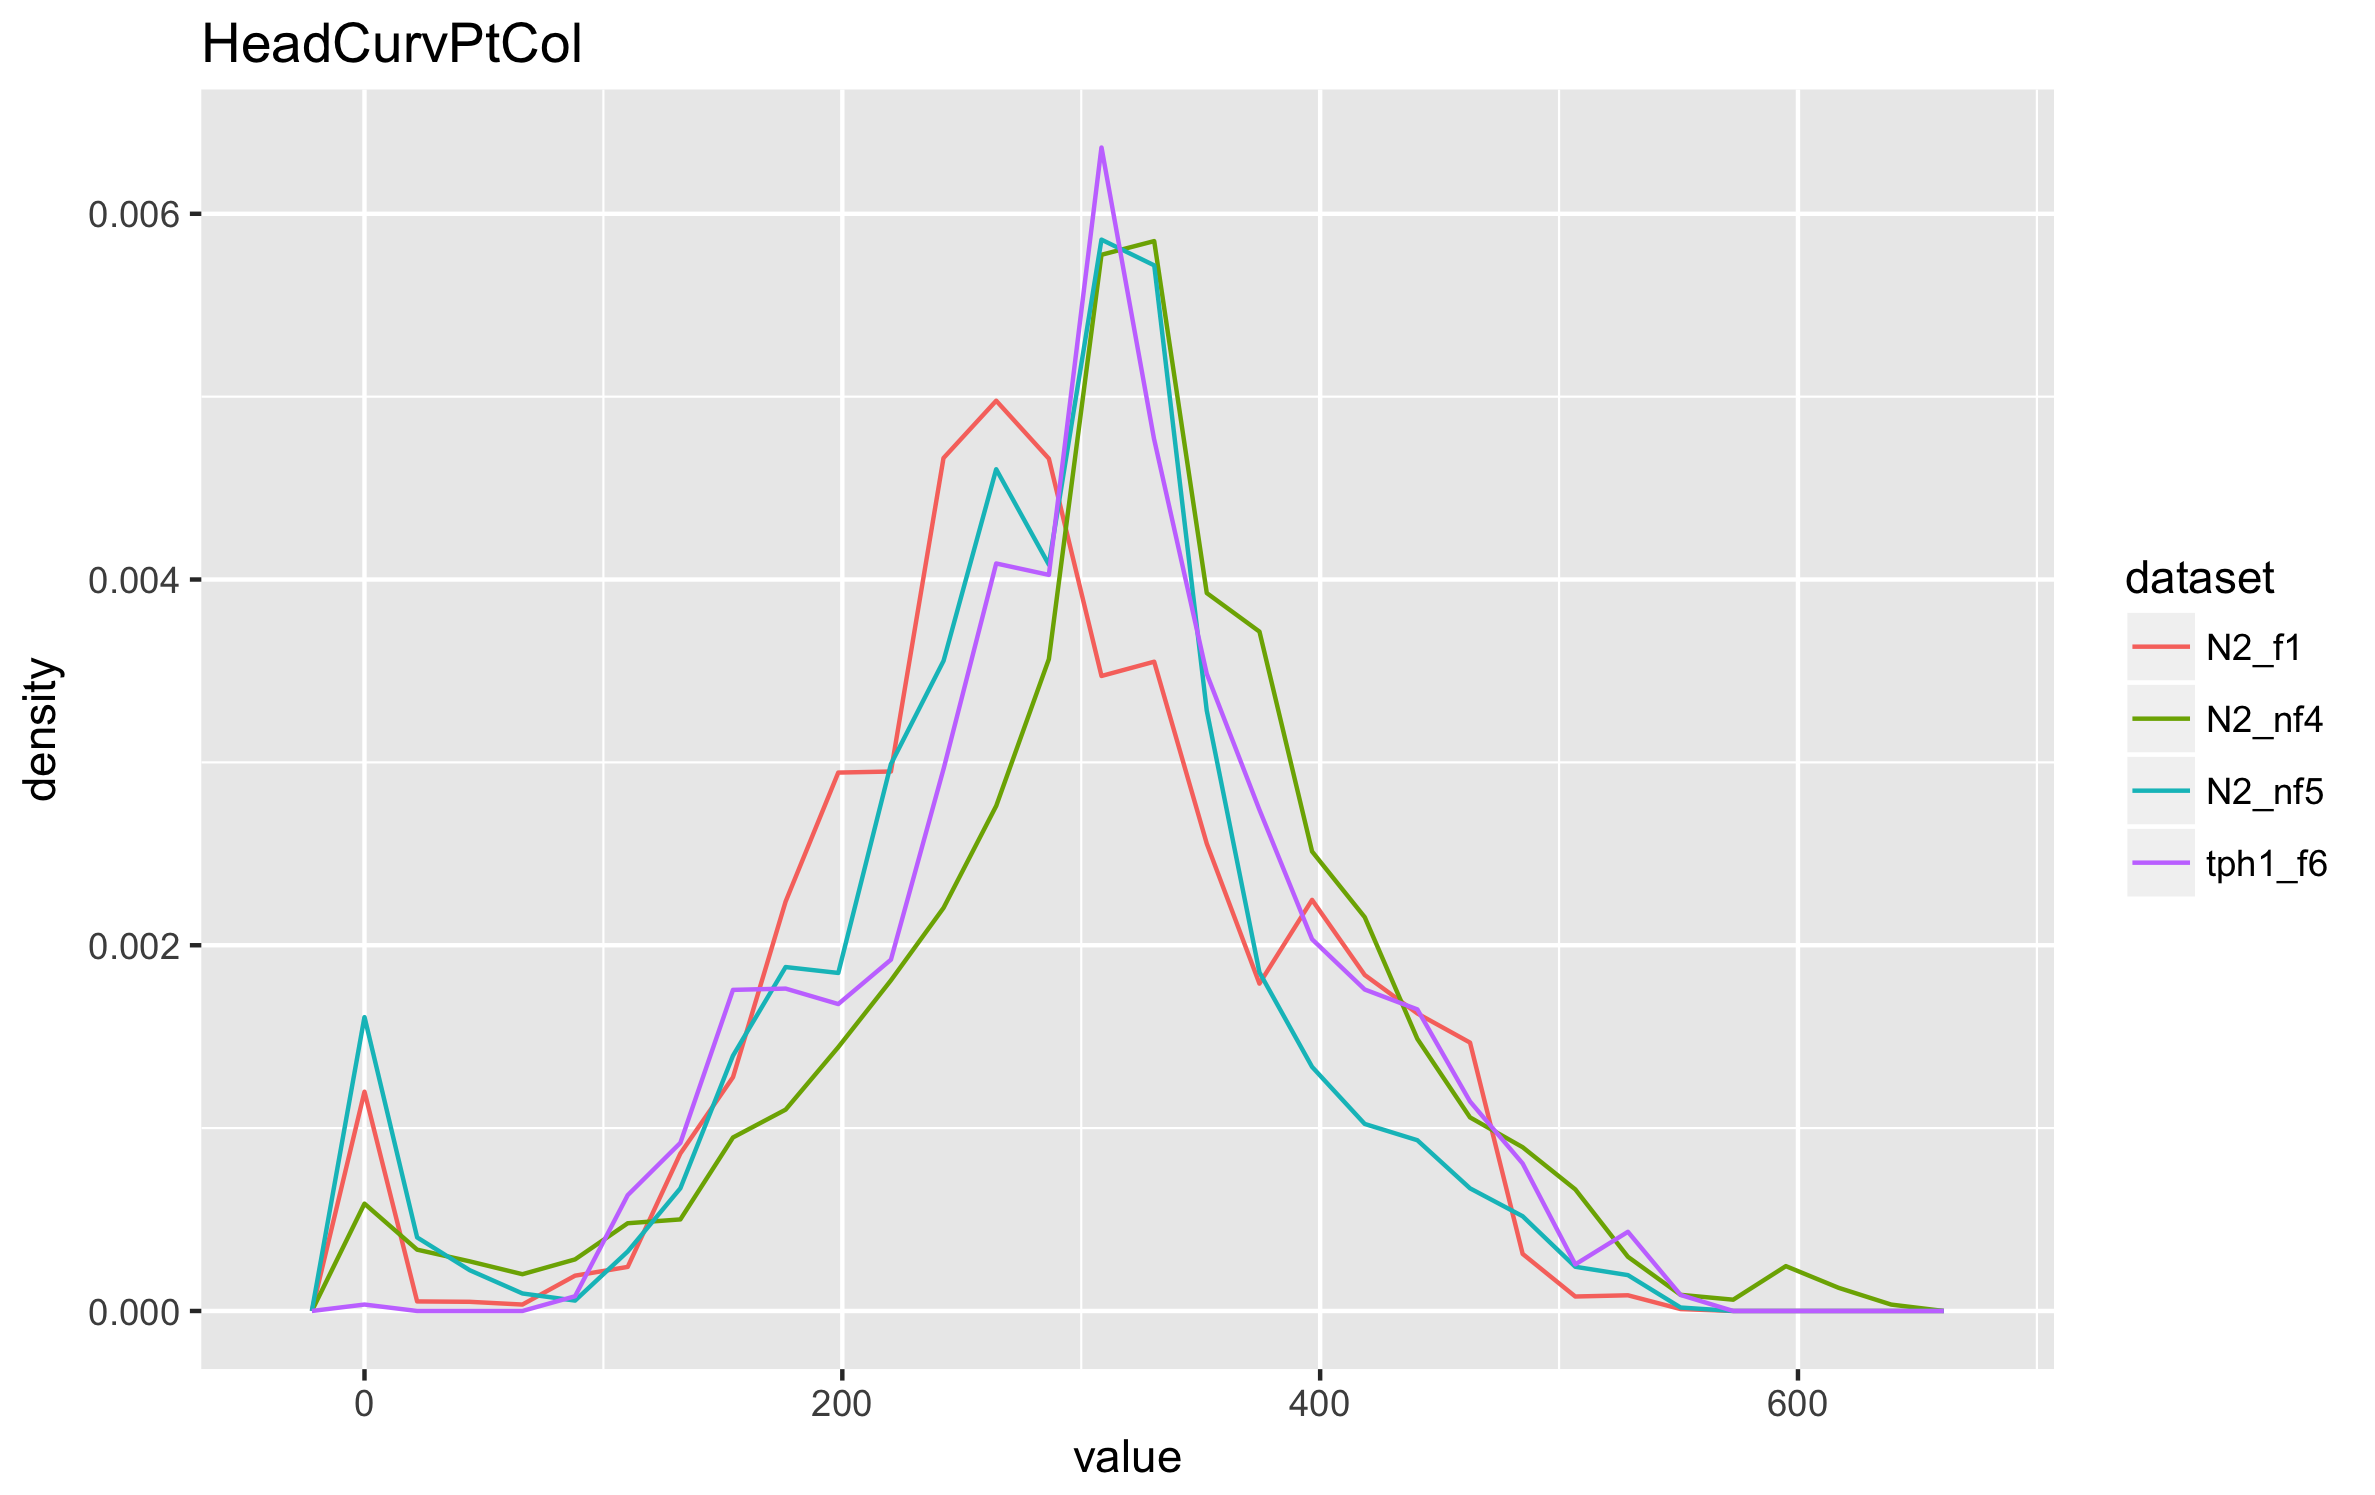 HeadCurvPtCol
0.006
0.004
0.002
0.000
density
0
200
400
600
value
dataset
N2_f1
N2_nf4
N2_nf5
tph1_f6